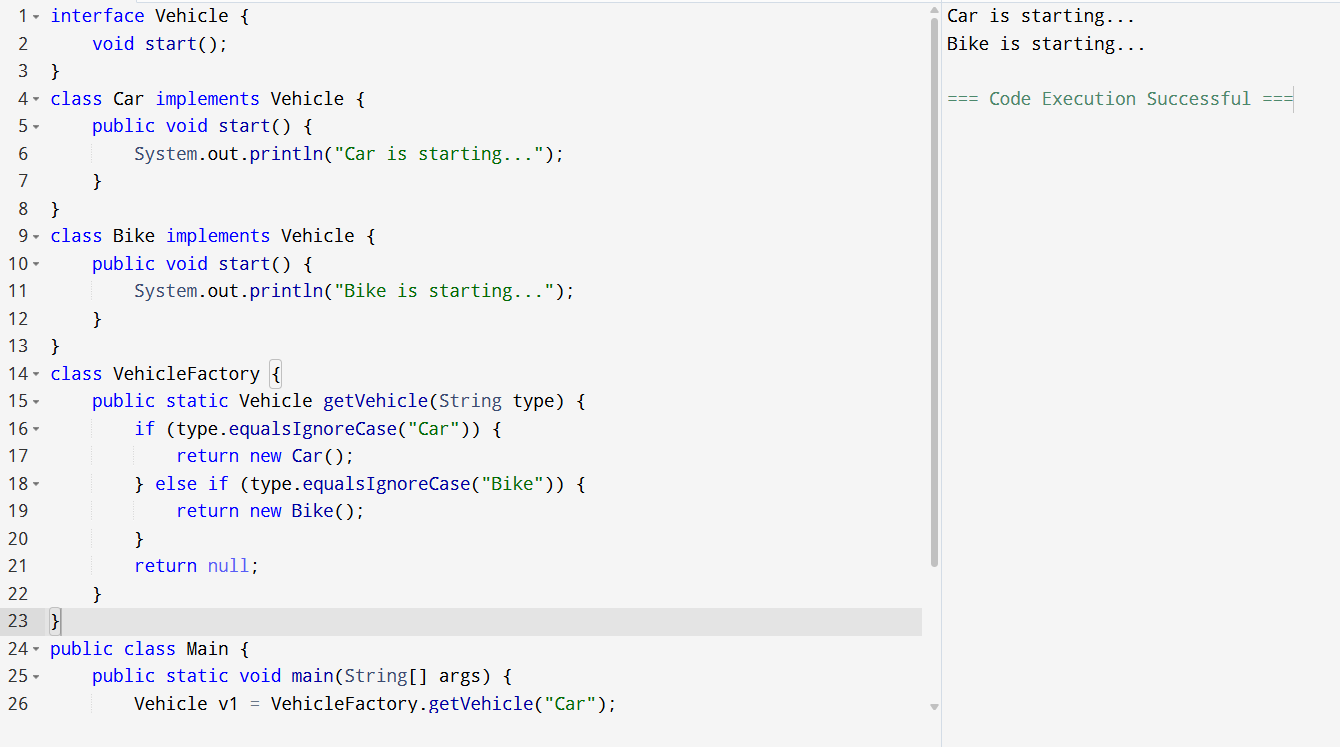 1 interface Vehicle {
2     void start();
3 }
4 class Car implements Vehicle {
5     public void start() {
6         System.out.println("Car is starting...");
7     }
8 }
9 class Bike implements Vehicle {
10     public void start() {
11         System.out.println("Bike is starting...");
12     }
13 }
14 class VehicleFactory {
15     public static Vehicle getVehicle(String type) {
16         if (type.equalsIgnoreCase("Car")) {
17             return new Car();
18         } else if (type.equalsIgnoreCase("Bike")) {
19             return new Bike();
20         }
21         return null;
22     }
23 }
24 public class Main {
25     public static void main(String[] args) {
26         Vehicle v1 = VehicleFactory.getVehicle("Car");
Car is starting...
Bike is starting...
=== Code Execution Successful ===